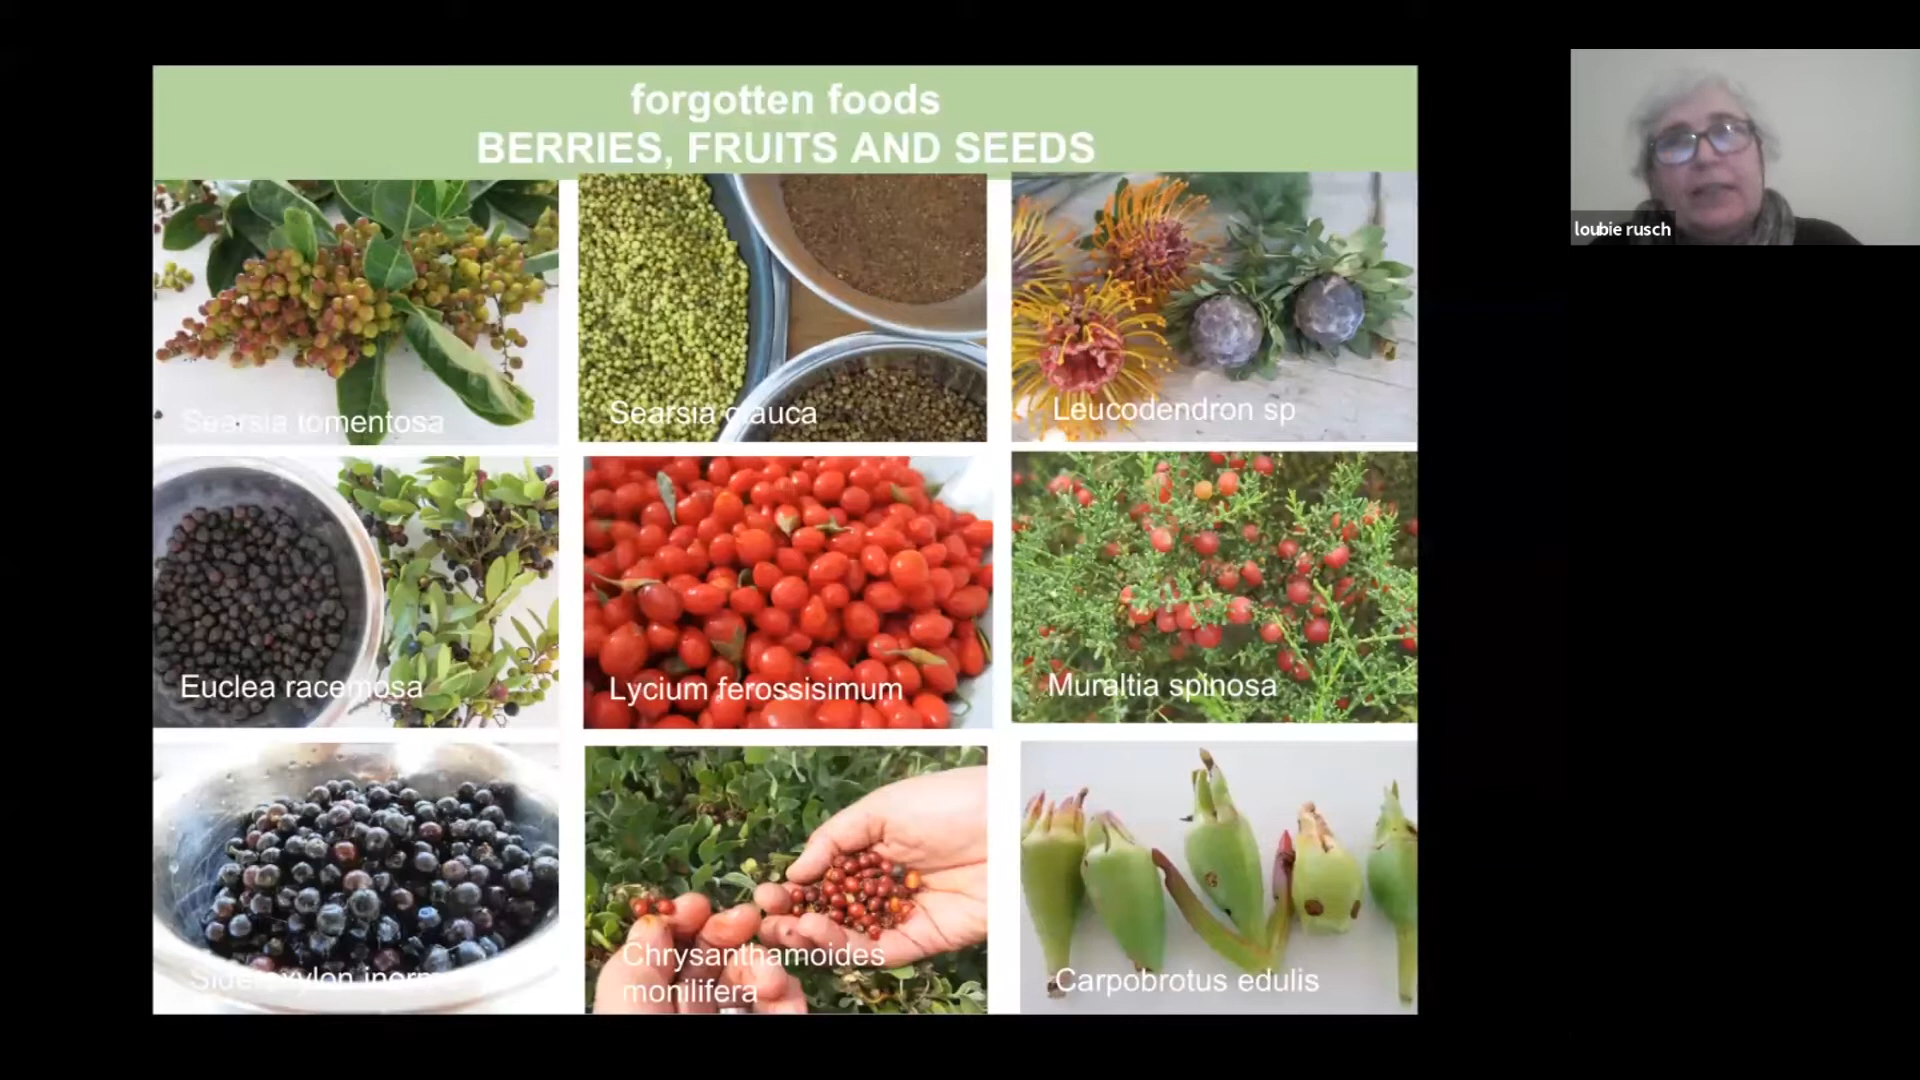 forgotten foods
BERRIES, FRUITS AND SEEDS
loubie rusch
Searsia tomentosa
Searsia glauca
Leucodendron sp
Euclea racemosa
Lycium ferossisimum
Muraltia spinosa
Sideroxylon
Chrysanthamoides
monilifera
Carpobrotus edulis